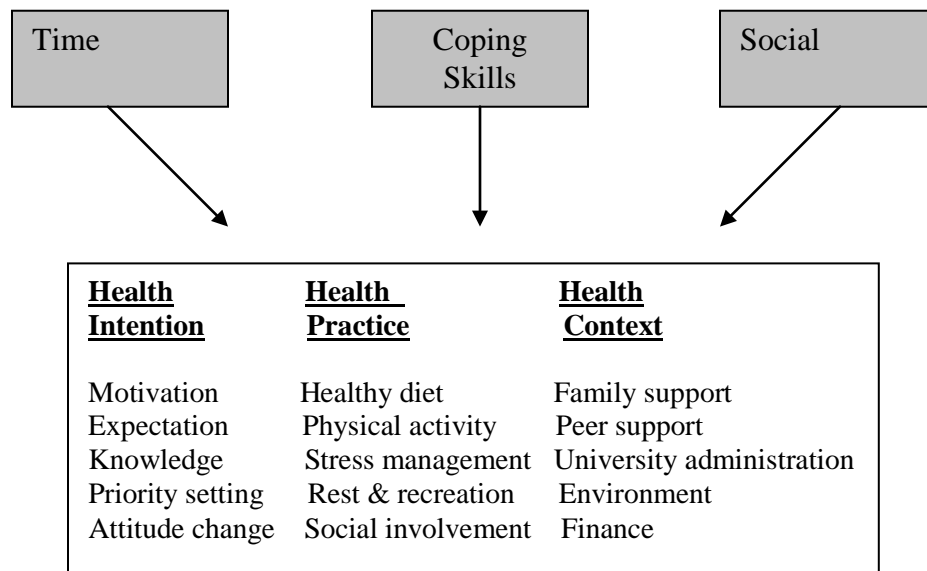 Time
Coping
Skills
Social
Health
Intention
Health
Practice
Health
Context
Motivation
Expectation
Knowledge
Priority setting
Attitude change
Healthy diet
Physical activity
Stress management
Rest & recreation
Social involvement
Family support
Peer support
University administration
Environment
Finance